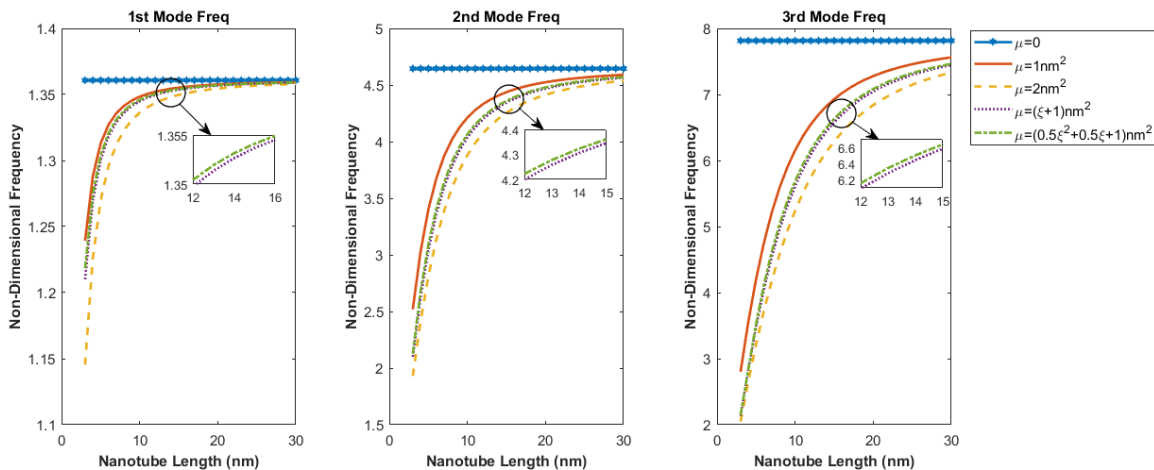 1st Mode Freq
1.4
1.35
1.3
1.25
1.2
1.15
1.1
Non-Dimensional Frequency
1.355
1.35
12 14 16
0 10 20 30
Nanotube Length (nm)
2nd Mode Freq
5
4.5
4
3.5
3
2.5
2
1.5
Non-Dimensional Frequency
4.4
4.3
4.2
12 13 14 15
0 10 20 30
Nanotube Length (nm)
3rd Mode Freq
8
7
6
5
4
3
2
Non-Dimensional Frequency
6.6
6.4
6.2
12 13 14 15
0 10 20 30
Nanotube Length (nm)
μ=0
μ=1nm²
μ=2nm²
μ=(ξ+1)nm²
μ=(0.5ξ²+0.5ξ+1)nm²